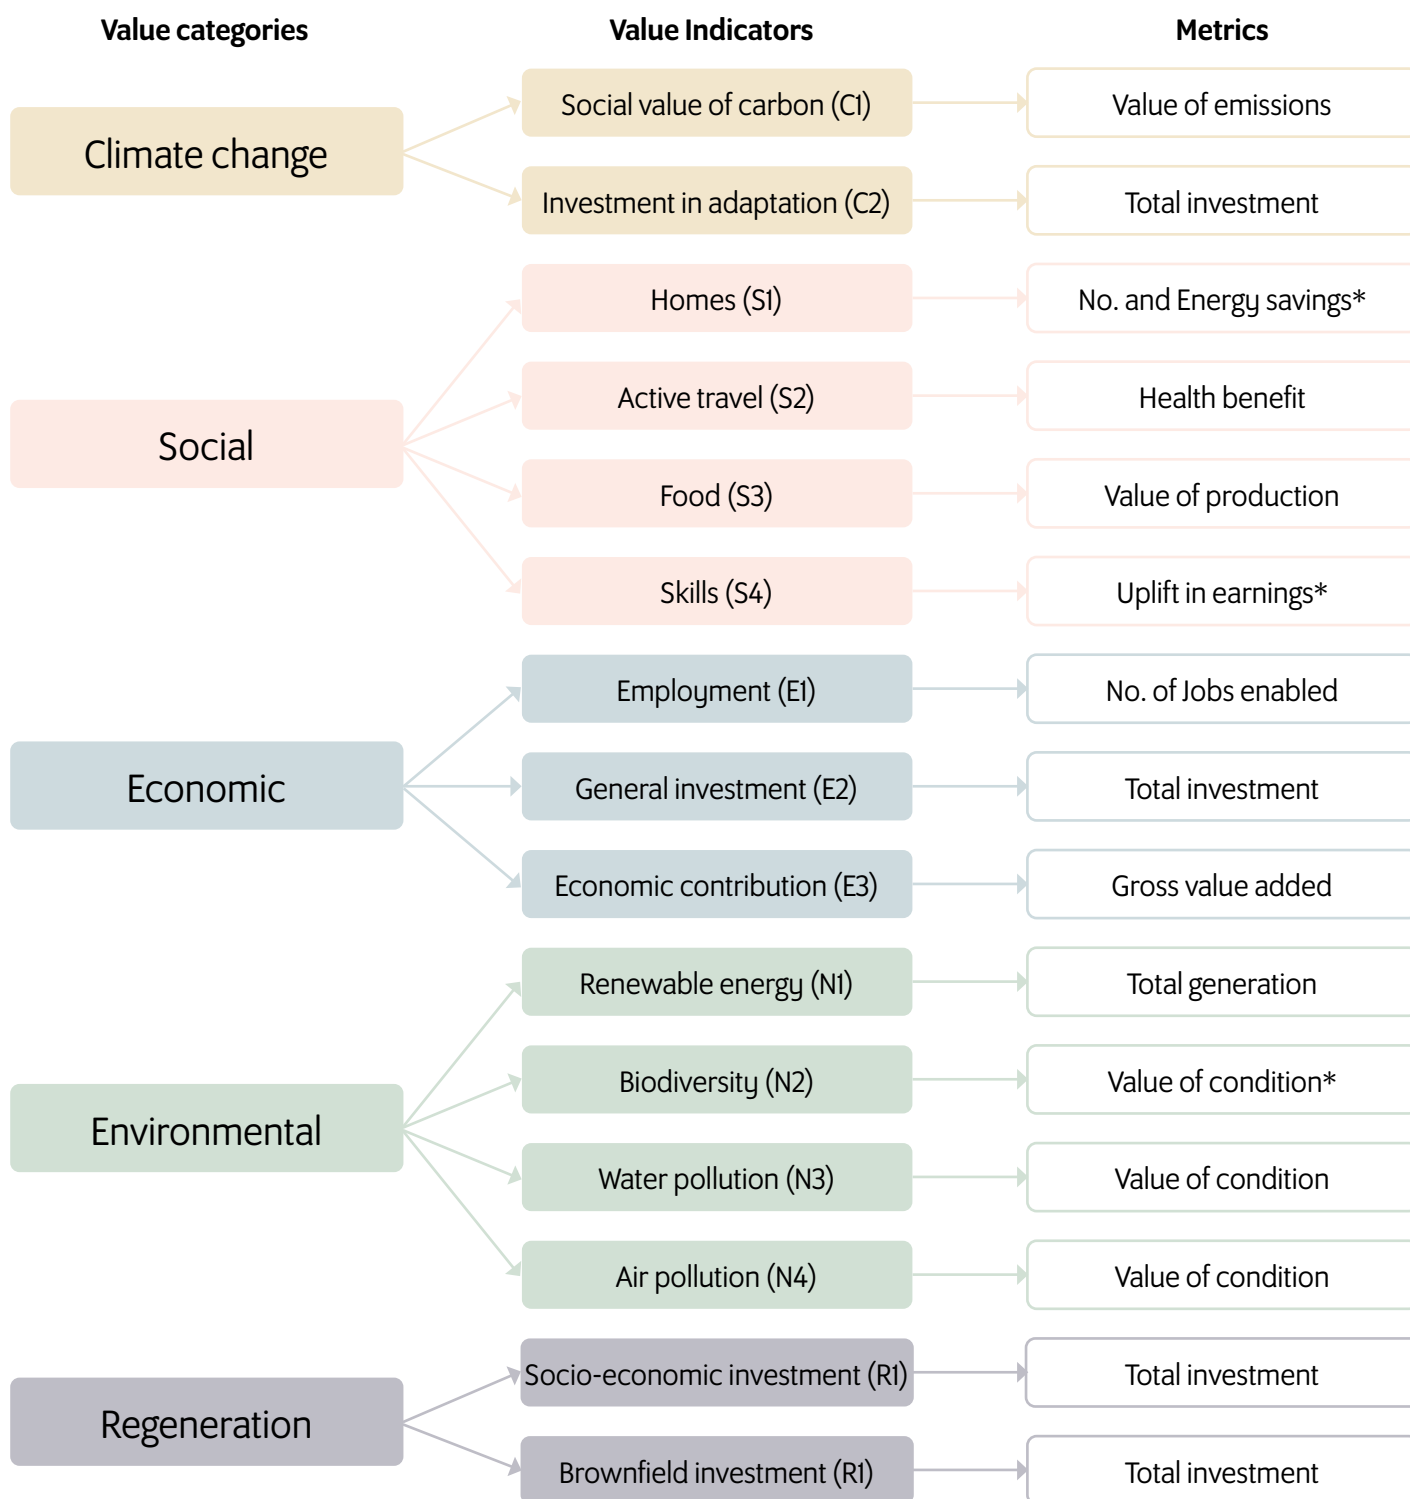 Value categories
Value Indicators
Metrics
Climate change
Social value of carbon (C1)
Value of emissions
Investment in adaptation (C2)
Total investment
Social
Homes (S1)
No. and Energy savings*
Active travel (S2)
Health benefit
Food (S3)
Value of production
Skills (S4)
Uplift in earnings*
Economic
Employment (E1)
No. of Jobs enabled
General investment (E2)
Total investment
Economic contribution (E3)
Gross value added
Environmental
Renewable energy (N1)
Total generation
Biodiversity (N2)
Value of condition*
Water pollution (N3)
Value of condition
Air pollution (N4)
Value of condition
Regeneration
Socio-economic investment (R1)
Total investment
Brownfield investment (R1)
Total investment